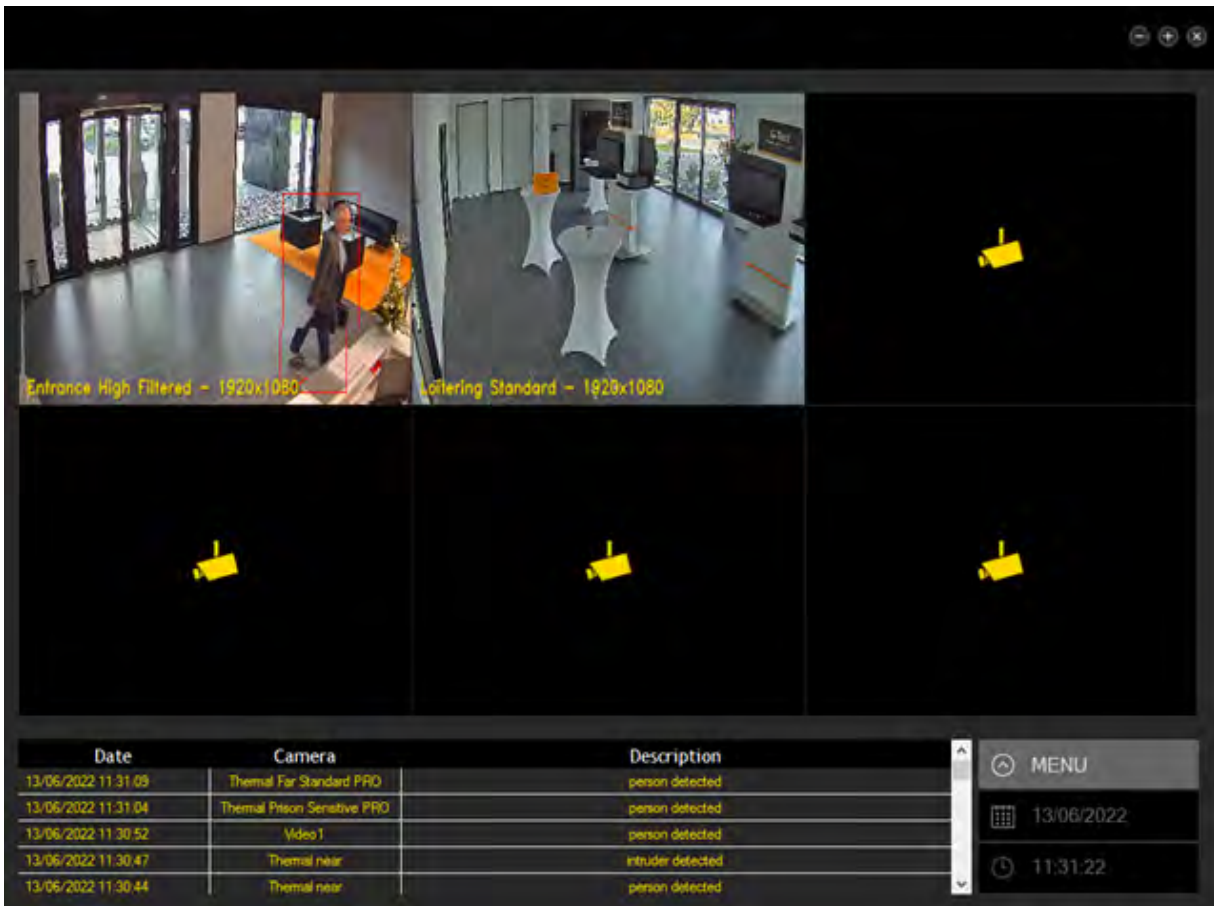 Entrance High Filtered - 1920x1080
Loitering Standard - 1920x1080
Date Camera Description
13/06/2022 11:31:09 Thermal Far Standard PRO person detected
13/06/2022 11:31:04 Thermal Prison Sensitive PRO person detected
13/06/2022 11:30:52 Video1 person detected
13/06/2022 11:30:47 Thermal near intruder detected
13/06/2022 11:30:44 Thermal near person detected
MENU
13/06/2022
11:31:22